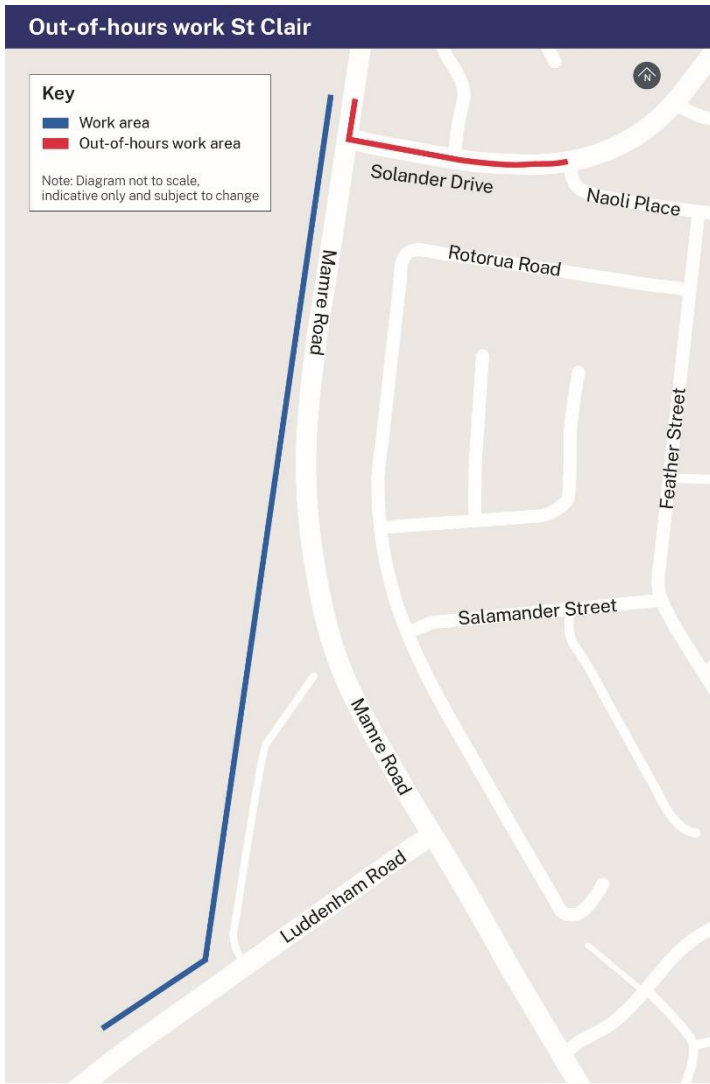 Out-of-hours work St Clair
N
Key
Work area
Out-of-hours work area
Note: Diagram not to scale,
indicative only and subject to change
Solander Drive
Naoli Place
Rotorua Road
Mamre Road
Feather Street
Salamander Street
Mamre Road
Luddenham Road